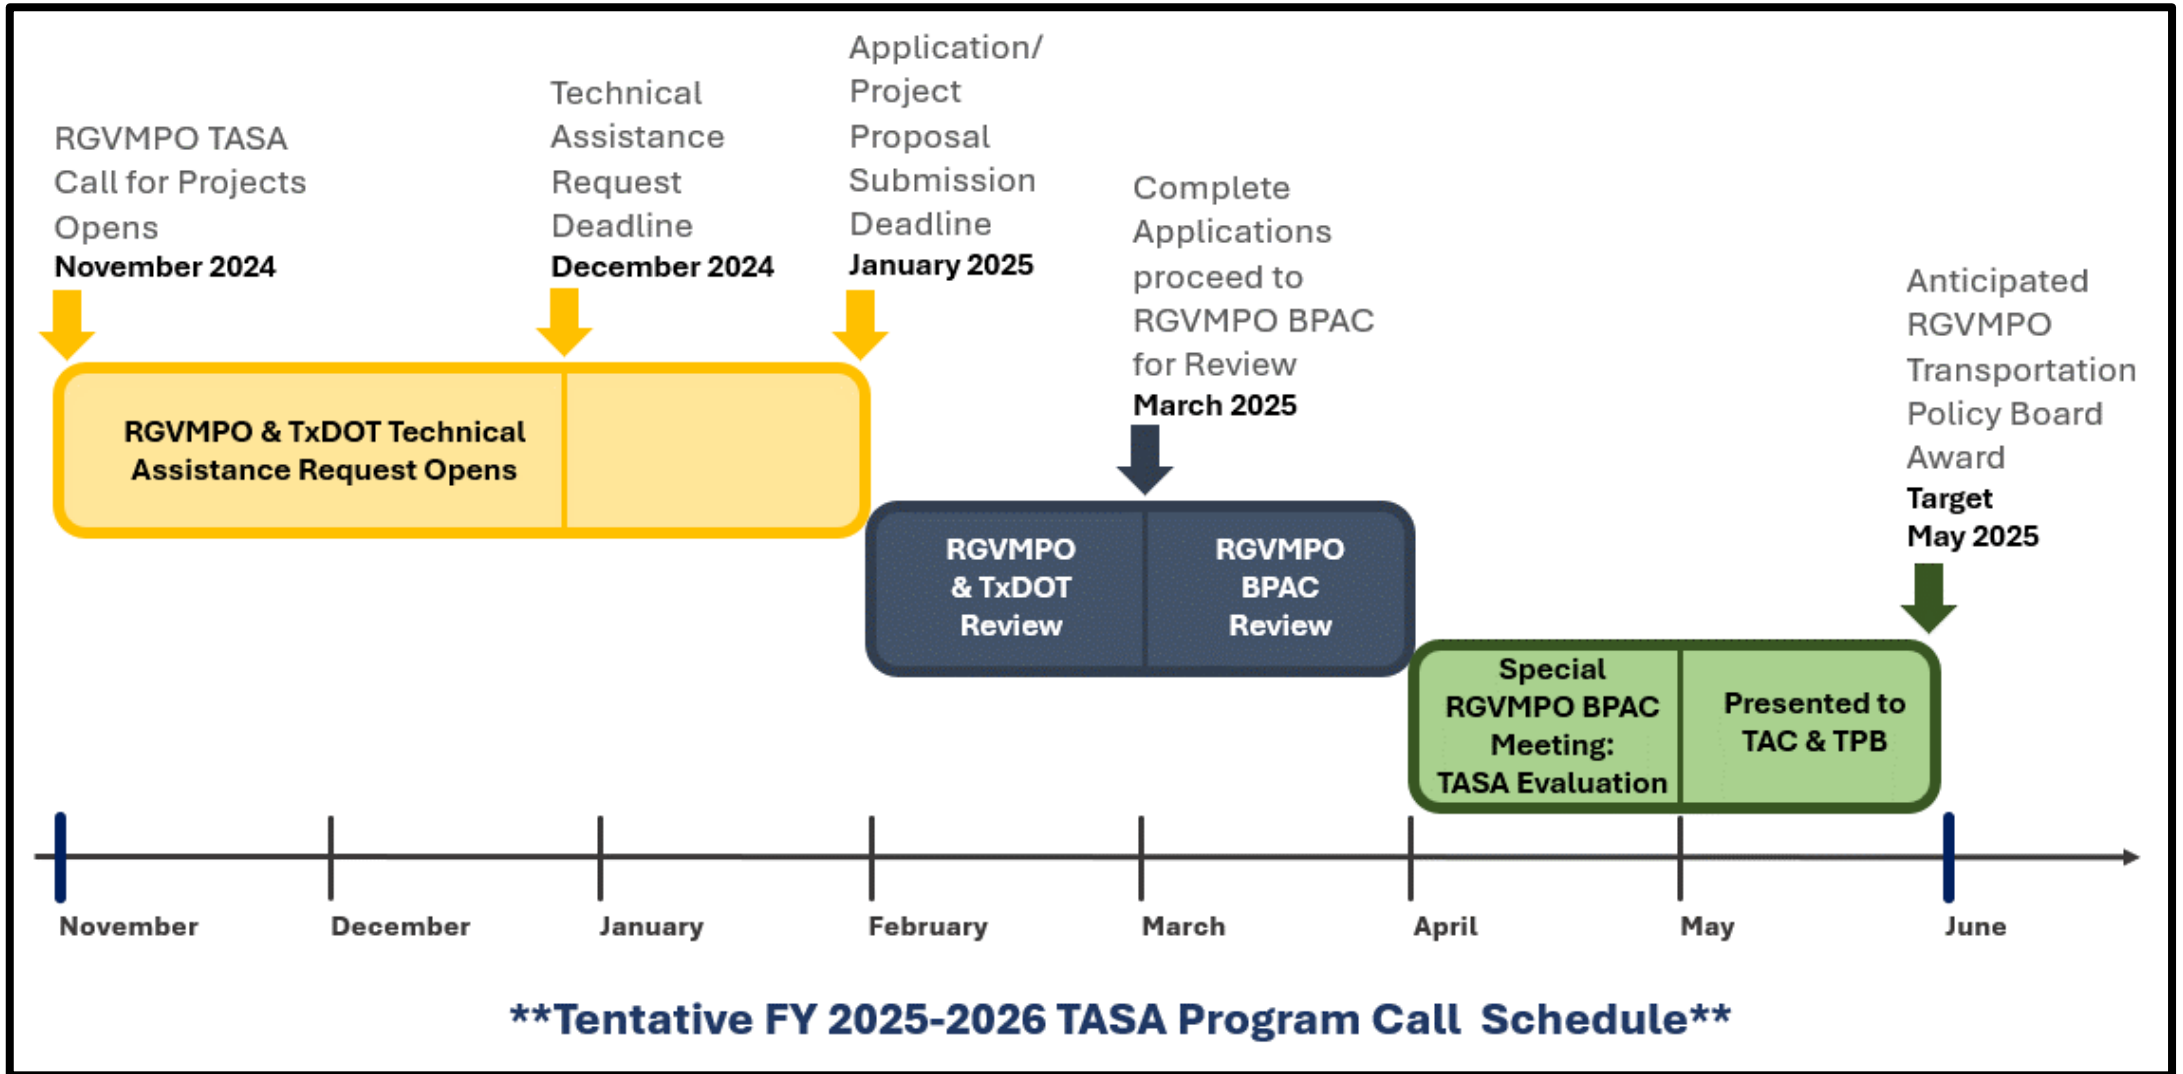 RGVMPO TASA
Call for Projects
Opens
November 2024
Technical
Assistance
Request
Deadline
December 2024
Application/
Project
Proposal
Submission
Deadline
January 2025
Complete
Applications
proceed to
RGVMPO BPAC
for Review
March 2025
Anticipated
RGVMPO
Transportation
Policy Board
Award
Target
May 2025
RGVMPO & TxDOT Technical
Assistance Request Opens
RGVMPO
& TxDOT
Review
RGVMPO
BPAC
Review
Special
RGVMPO BPAC
Meeting:
TASA Evaluation
Presented to
TAC & TPB
November December January February March April May June
**Tentative FY 2025-2026 TASA Program Call  Schedule**